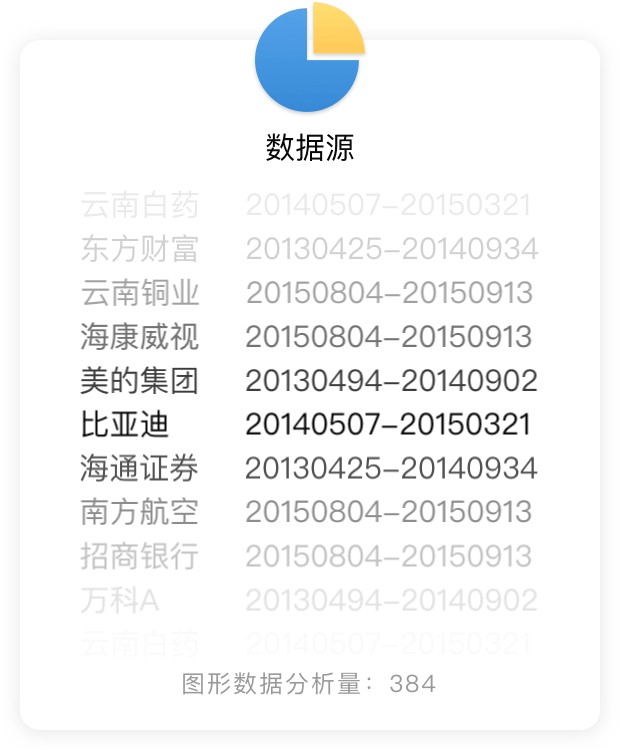 数据源
云南白药 20140507-20150321
东方财富 20130425-20140934
云南铜业 20150804-20150913
海康威视 20150804-20150913
美的集团 20130494-20140902
比亚迪 20140507-20150321
海通证券 20130425-20140934
南方航空 20150804-20150913
招商银行 20150804-20150913
万科A 20130494-20140902
云南白药 20140507-20150321
图形数据分析量：384